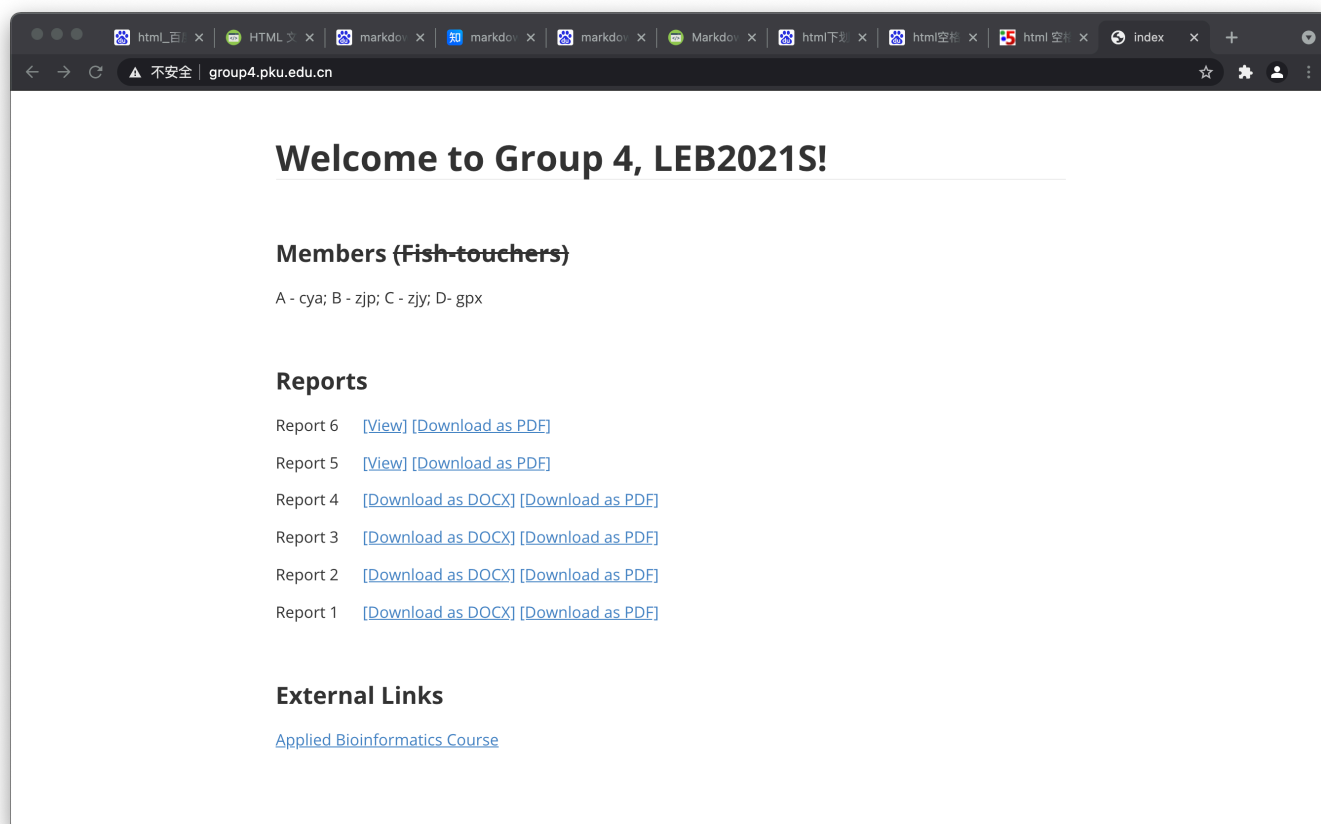 html_百
HTML 文
markdov
markdov
markdov
Markdov
html下划
html空格
html 空格
index
不安全 group4.pku.edu.cn
Welcome to Group 4, LEB2021S!
Members (Fish-touchers)
A - cya; B - zjp; C - zjy; D- gpx
Reports
Report 6 [View] [Download as PDF]
Report 5 [View] [Download as PDF]
Report 4 [Download as DOCX] [Download as PDF]
Report 3 [Download as DOCX] [Download as PDF]
Report 2 [Download as DOCX] [Download as PDF]
Report 1 [Download as DOCX] [Download as PDF]
External Links
Applied Bioinformatics Course